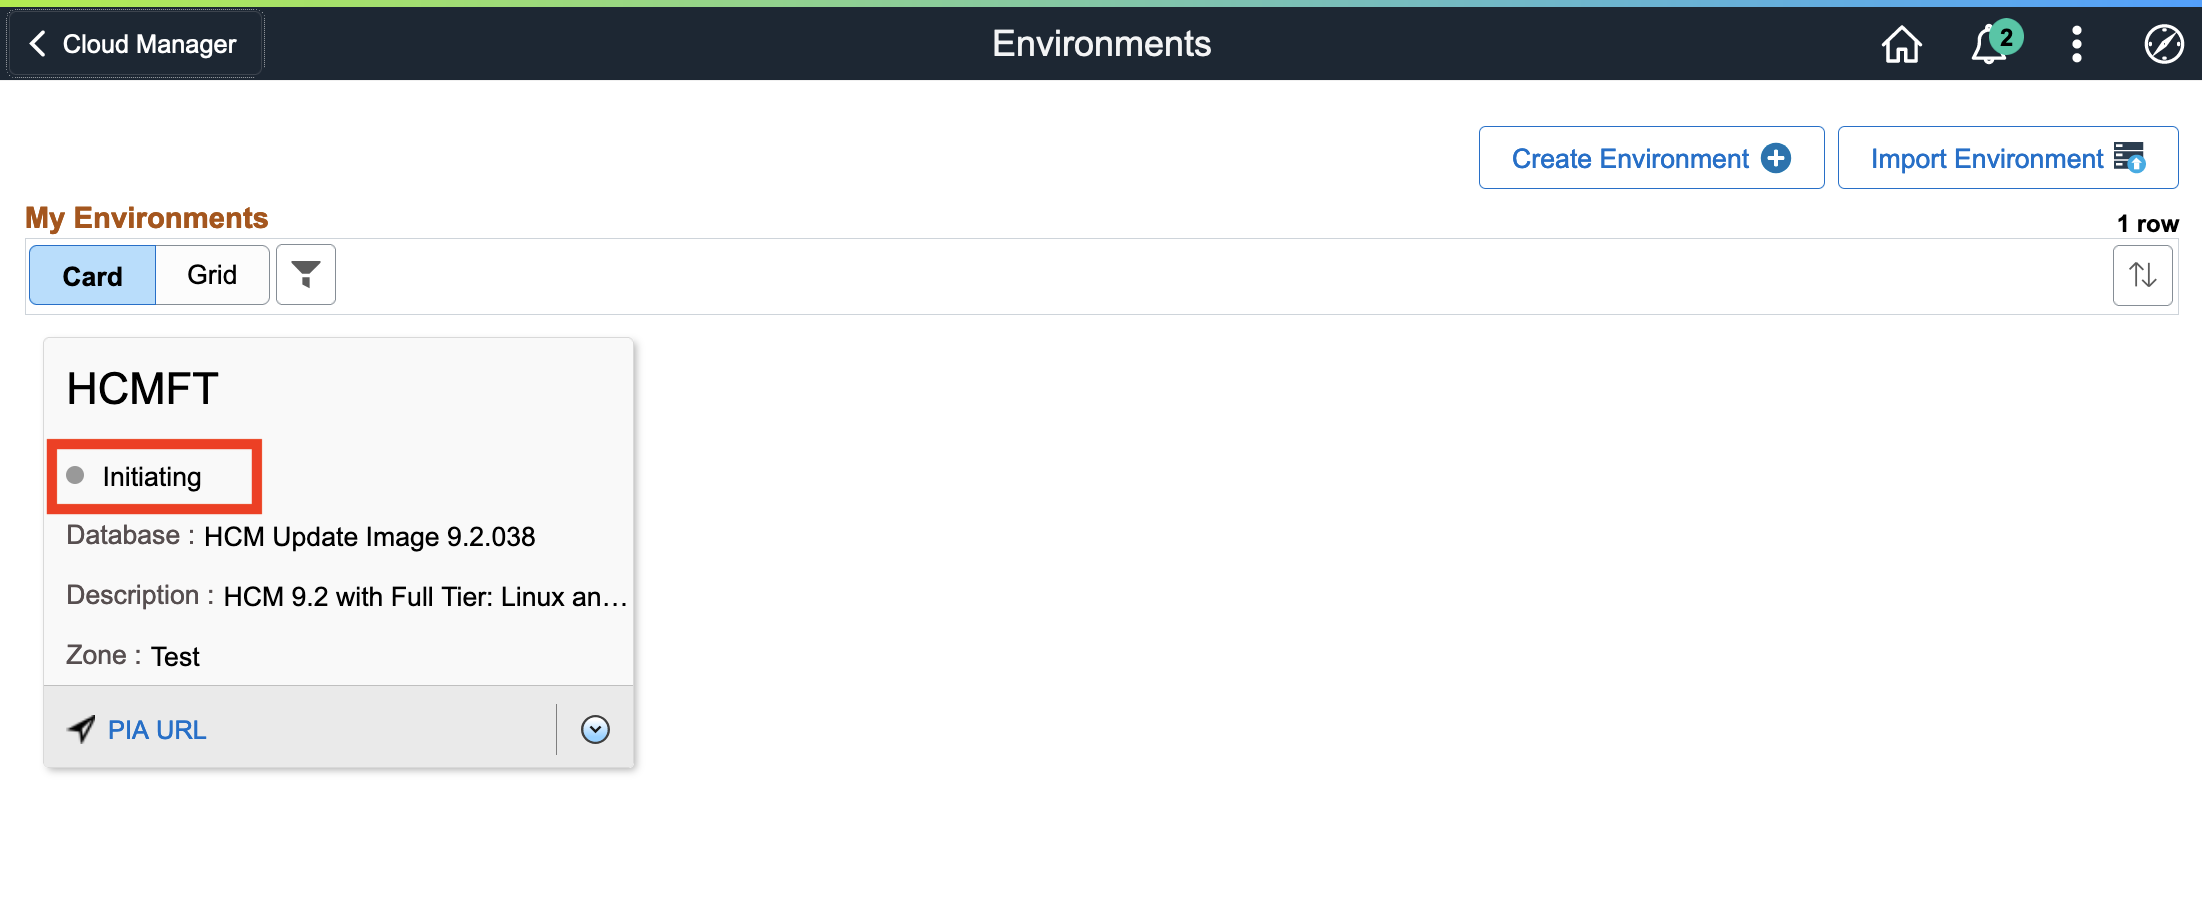 Cloud Manager
Environments
2
Create Environment
Import Environment
My Environments
1 row
Card
Grid
HCMFT
Initiating
Database : HCM Update Image 9.2.038
Description : HCM 9.2 with Full Tier: Linux an...
Zone : Test
PIA URL